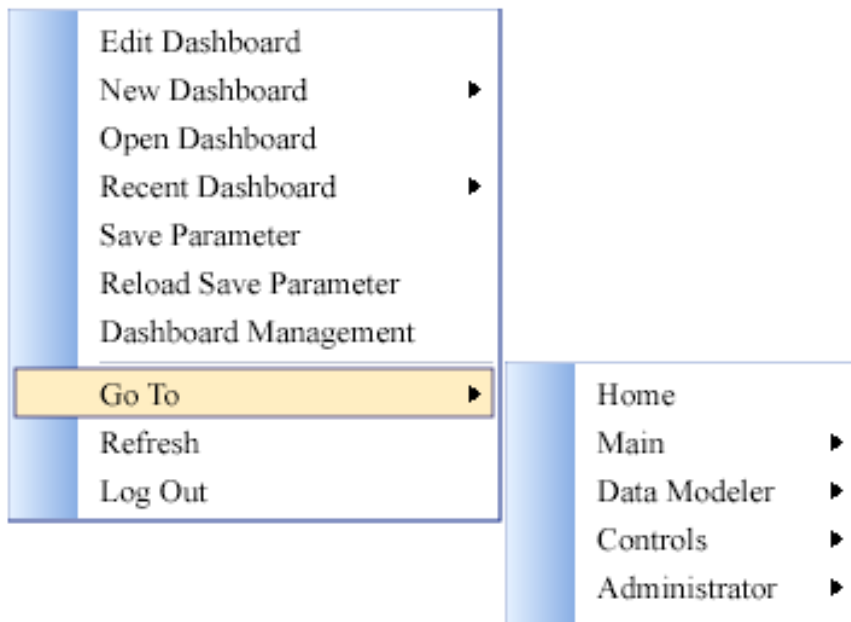 Edit Dashboard
New Dashboard
Open Dashboard
Recent Dashboard
Save Parameter
Reload Save Parameter
Dashboard Management
Go To
Refresh
Log Out
Home
Main
Data Modeler
Controls
Administrator